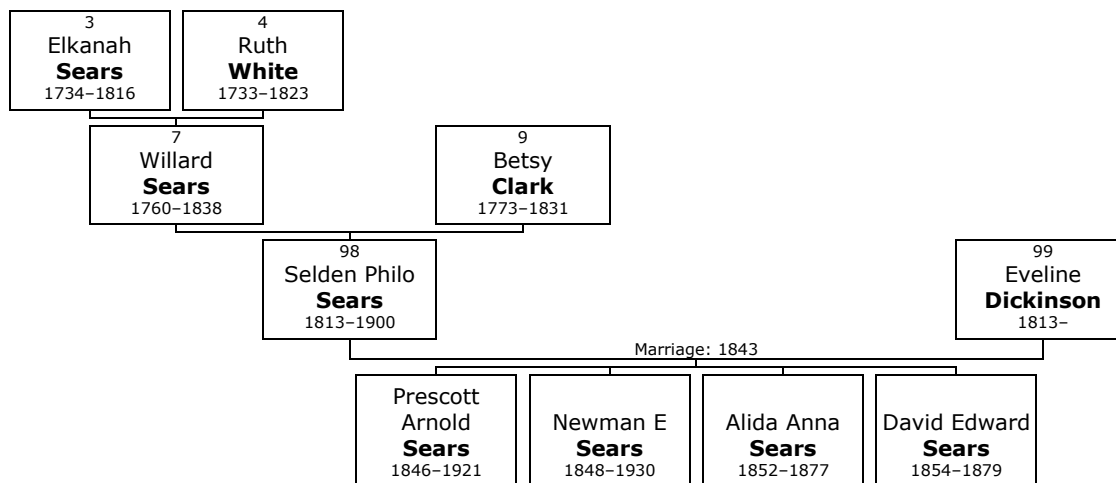 3
Elkanah
Sears
1734–1816
4
Ruth
White
1733–1823
7
Willard
Sears
1760–1838
9
Betsy
Clark
1773–1831
98
Selden Philo
Sears
1813–1900
99
Eveline
Dickinson
1813–
Marriage: 1843
Prescott
Arnold
Sears
1846–1921
Newman E
Sears
1848–1930
Alida Anna
Sears
1852–1877
David Edward
Sears
1854–1879